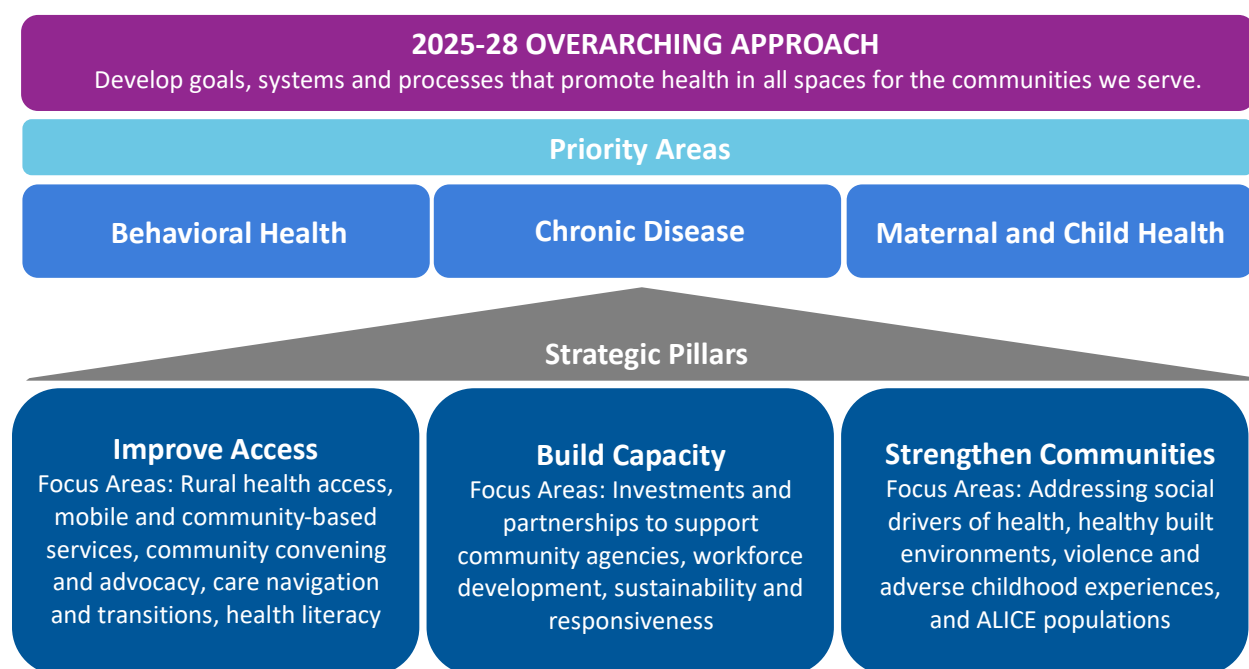 2025-28 OVERARCHING APPROACH
Develop goals, systems and processes that promote health in all spaces for the communities we serve.
Priority Areas
Behavioral Health
Chronic Disease
Maternal and Child Health
Strategic Pillars
Improve Access
Focus Areas: Rural health access,
mobile and community-based
services, community convening
and advocacy, care navigation
and transitions, health literacy
Build Capacity
Focus Areas: Investments and
partnerships to support
community agencies, workforce
development, sustainability and
responsiveness
Strengthen Communities
Focus Areas: Addressing social
drivers of health, healthy built
environments, violence and
adverse childhood experiences,
and ALICE populations